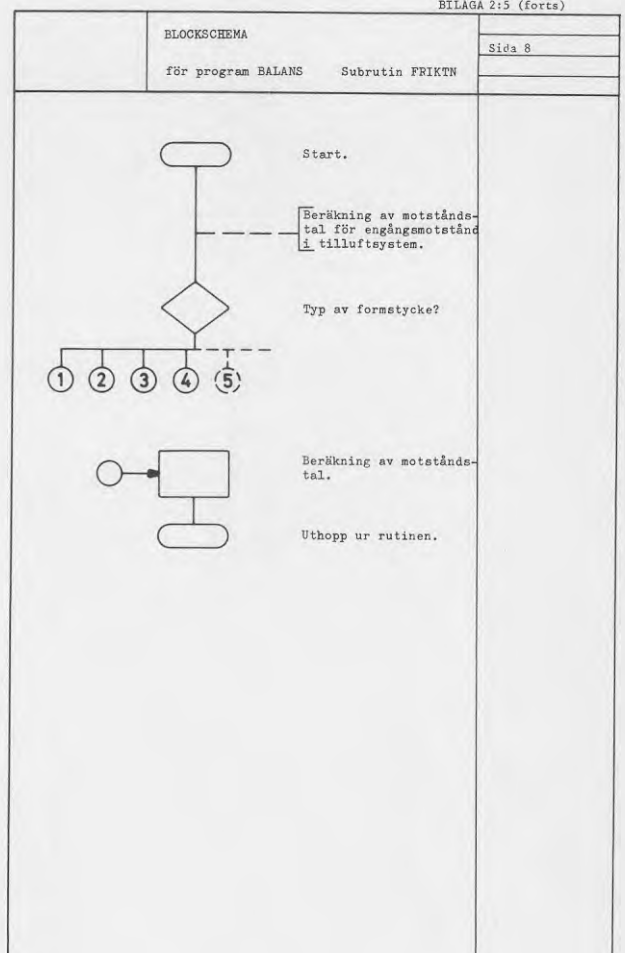 BILAGA 2:5 (forts)
BLOCKSCHEMA
Sida 8
för program BALANS Subrutin FRIKTN
Start.
Beräkning av motstånds-
tal för engångsmotstånd
i tilluftsystem.
Typ av formstycke?
1 2 3 4 5
Beräkning av motstånds-
tal.
Uthopp ur rutinen.